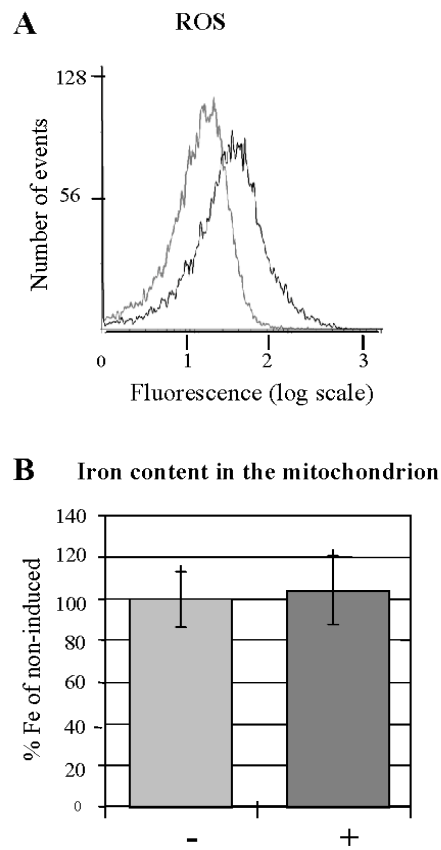 A
ROS
128
56
Number of events
0
1
2
3
Fluorescence (log scale)
B
Iron content in the mitochondrion
140
120
100
80
60
40
20
0
% Fe of non-induced
- +